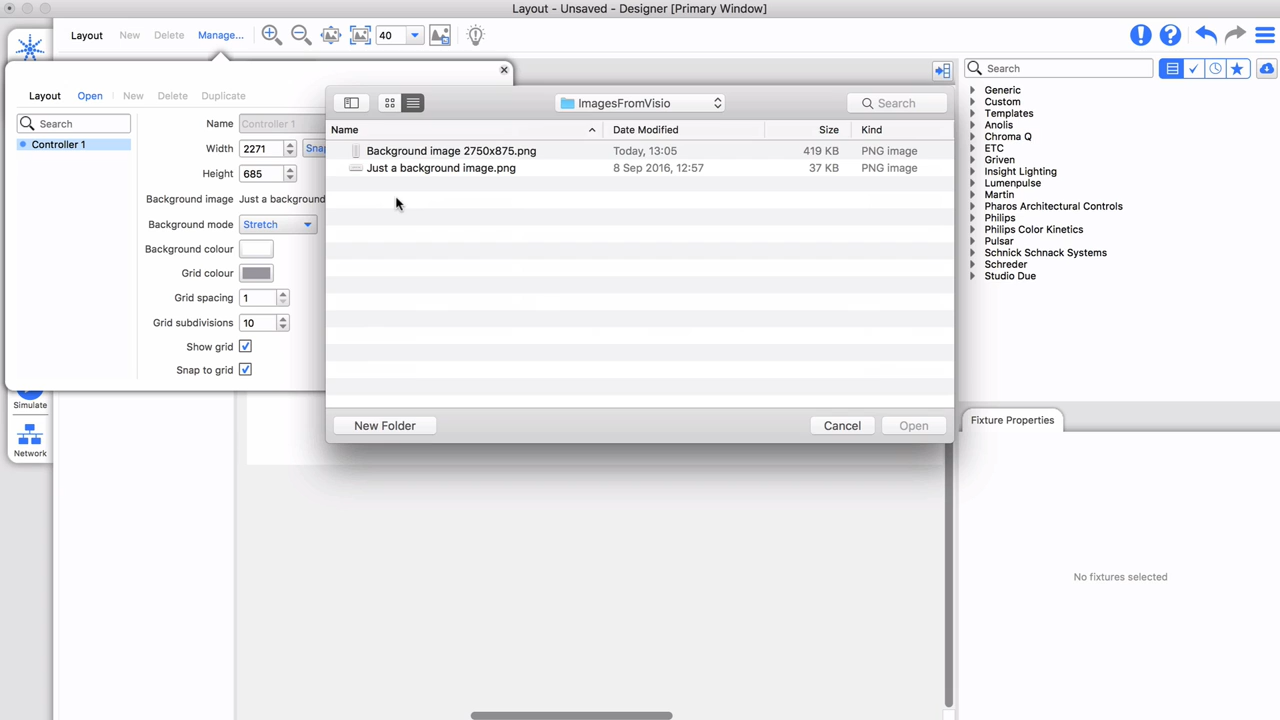 Layout - Unsaved - Designer [Primary Window]
Layout New Delete Manage... 40
Layout Open New Delete Duplicate
Search
Controller 1
Name Controller 1
Width 2271 Snap
Height 685
Background image Just a background
Background mode Stretch
Background colour
Grid colour
Grid spacing 1
Grid subdivisions 10
Show grid
Snap to grid
Simulate
Network
ImagesFromVisio
Search
Name Date Modified Size Kind
Background image 2750x875.png Today, 13:05 419 KB PNG image
Just a background image.png 8 Sep 2016, 12:57 37 KB PNG image
New Folder Cancel Open
Search
Generic
Custom
Templates
Anolis
Chroma Q
ETC
Griven
Insight Lighting
Lumenpulse
Martin
Pharos Architectural Controls
Philips
Philips Color Kinetics
Pulsar
Schnick Schnack Systems
Schreder
Studio Due
Fixture Properties
No fixtures selected